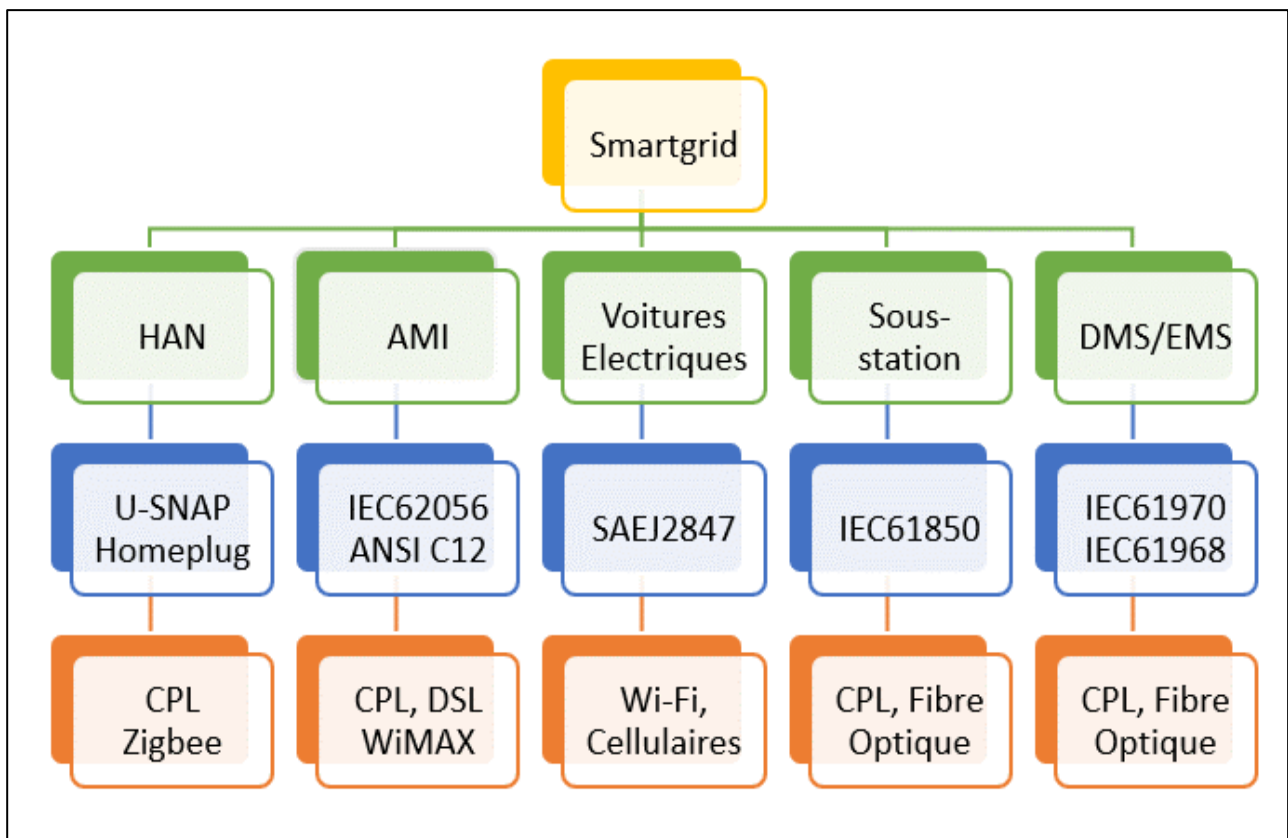 Smartgrid
HAN
AMI
Voitures
Electriques
Sous-
station
DMS/EMS
U-SNAP
Homeplug
IEC62056
ANSI C12
SAEJ2847
IEC61850
IEC61970
IEC61968
CPL
Zigbee
CPL, DSL
WiMAX
Wi-Fi,
Cellulaires
CPL, Fibre
Optique
CPL, Fibre
Optique